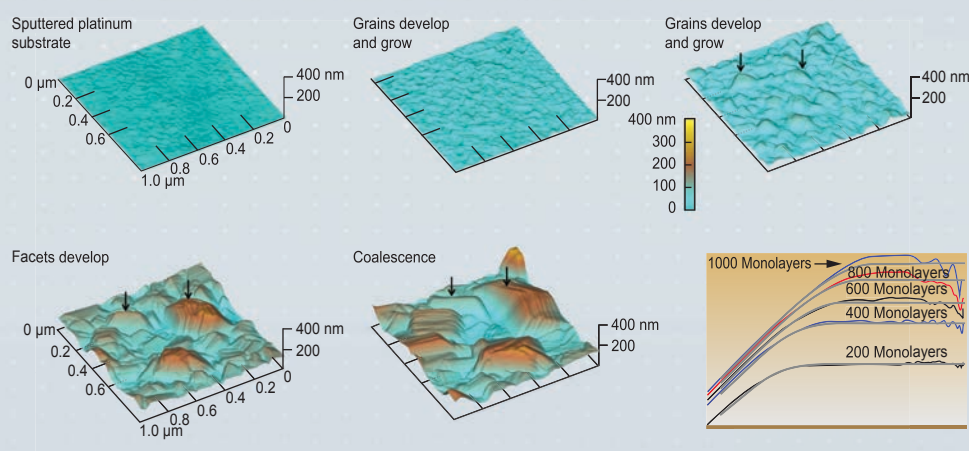 Sputtered platinum
substrate
0 μm
0.2
0.4
0.6
1.0 μm
0.8
0.6
0.4
0.2
0
400 nm
200
Grains develop
and grow
400 nm
200
Grains develop
and grow
400 nm
200
400 nm
300
200
100
0
Facets develop
0 μm
0.2
0.4
0.6
1.0 μm
0.8
0.6
0.4
0.2
0
400 nm
200
Coalescence
400 nm
200
1000 Monolayers
800 Monolayers
600 Monolayers
400 Monolayers
200 Monolayers